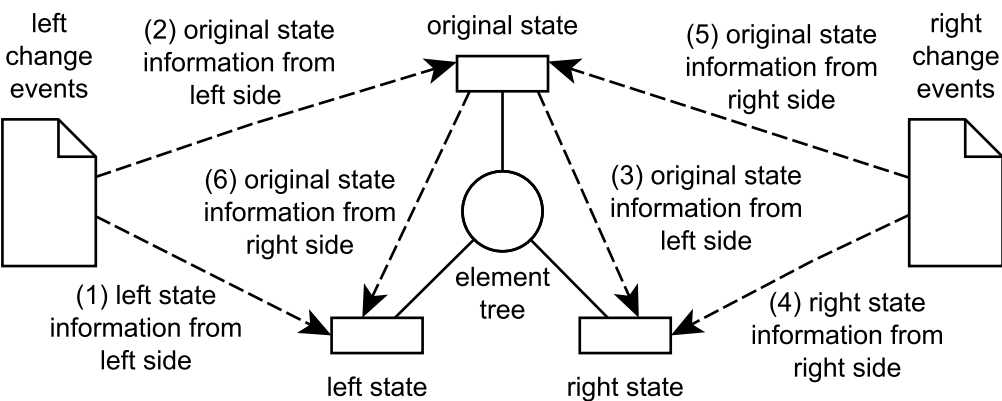 left
change
events
(2) original state
information from
left side
original state
(5) original state
information from
right side
right
change
events
(6) original state
information from
right side
(3) original state
information from
left side
element
tree
(1) left state
information from
left side
(4) right state
information from
right side
left state
right state